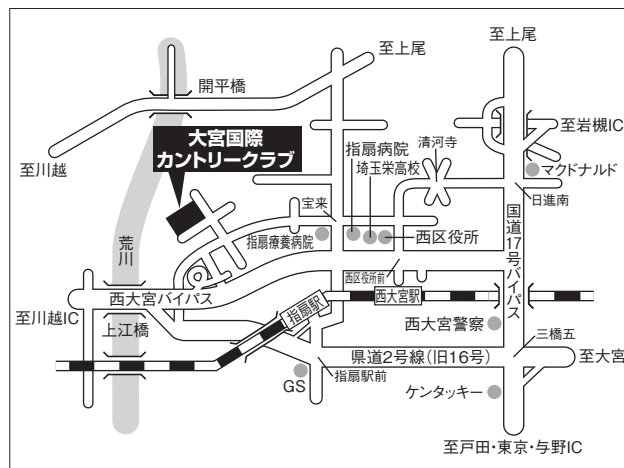 至上尾
至上尾
開平橋
大宮国際
カントリークラブ
至川越
指扇病院
埼玉栄高校
清河寺
至岩槻IC
マクドナルド
日進南
宝来
指扇療養病院
西区役所
国道17号バイパス
荒川
西大宮バイパス
西区役所前
至川越IC
上江橋
指扇駅
西大宮駅
西大宮警察
三橋五
県道2号線(旧16号)
至大宮
指扇駅前
GS
ケンタッキー
至戸田・東京・与野IC